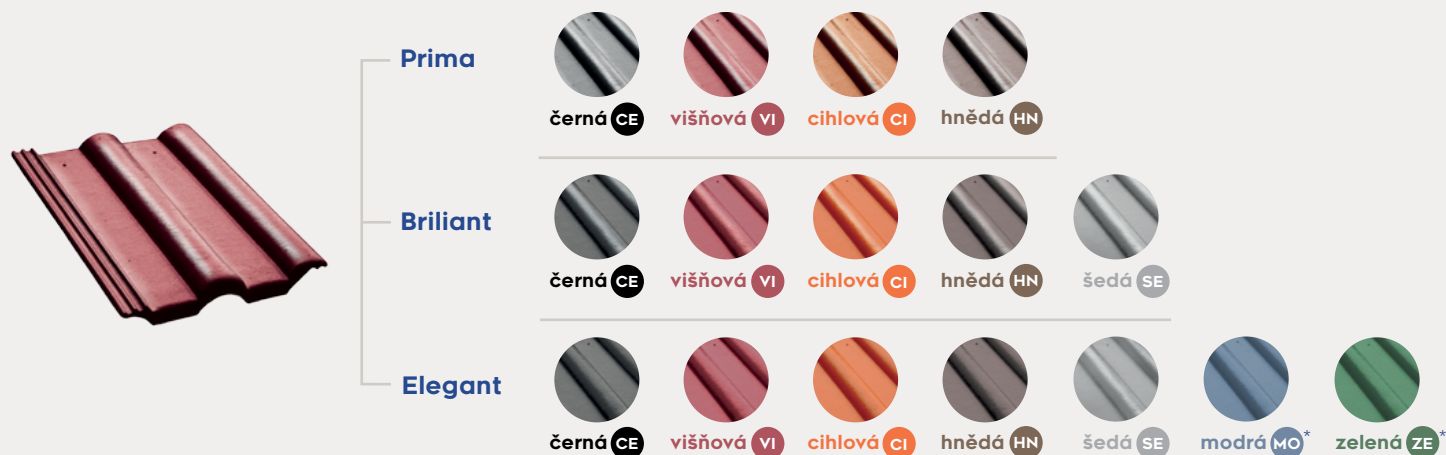 Prima
černá CE višňová VI cihlová CI hnědá HN
Briliant
černá CE višňová VI cihlová CI hnědá HN šedá SE
Elegant
černá CE višňová VI cihlová CI hnědá HN šedá SE modrá MO* zelená ZE*